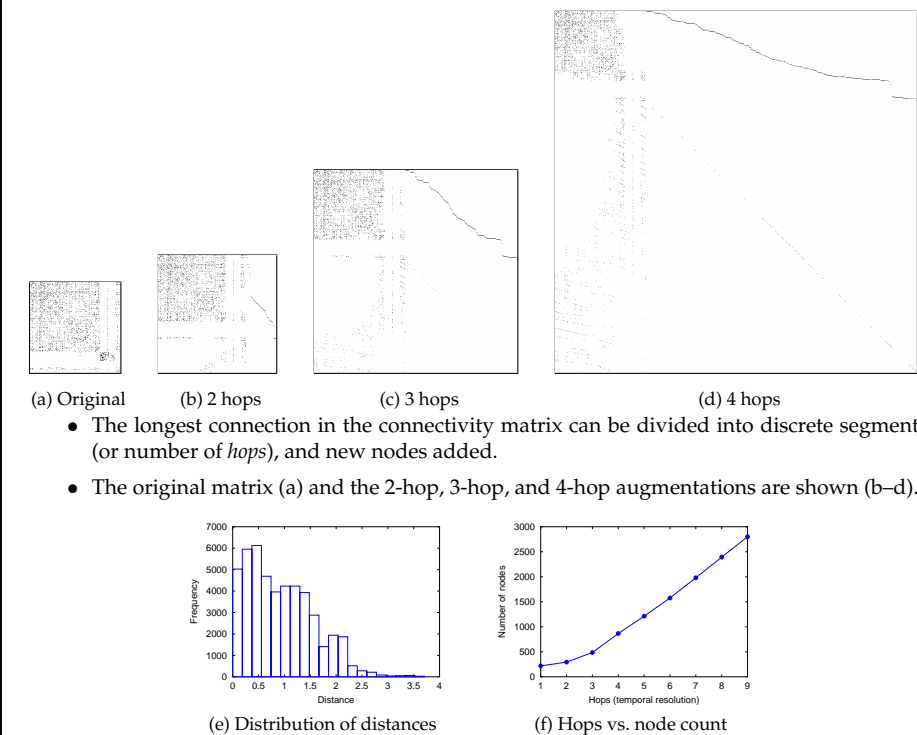 (a) Original (b) 2 hops (c) 3 hops (d) 4 hops
• The longest connection in the connectivity matrix can be divided into discrete segment
(or number of hops), and new nodes added.
• The original matrix (a) and the 2-hop, 3-hop, and 4-hop augmentations are shown (b–d).
7000
6000
5000
4000
3000
2000
1000
0
Frequency
0 0.5 1 1.5 2 2.5 3 3.5 4
Distance
(e) Distribution of distances
3000
2500
2000
1500
1000
500
0
Number of nodes
1 2 3 4 5 6 7 8 9
Hops (temporal resolution)
(f) Hops vs. node count